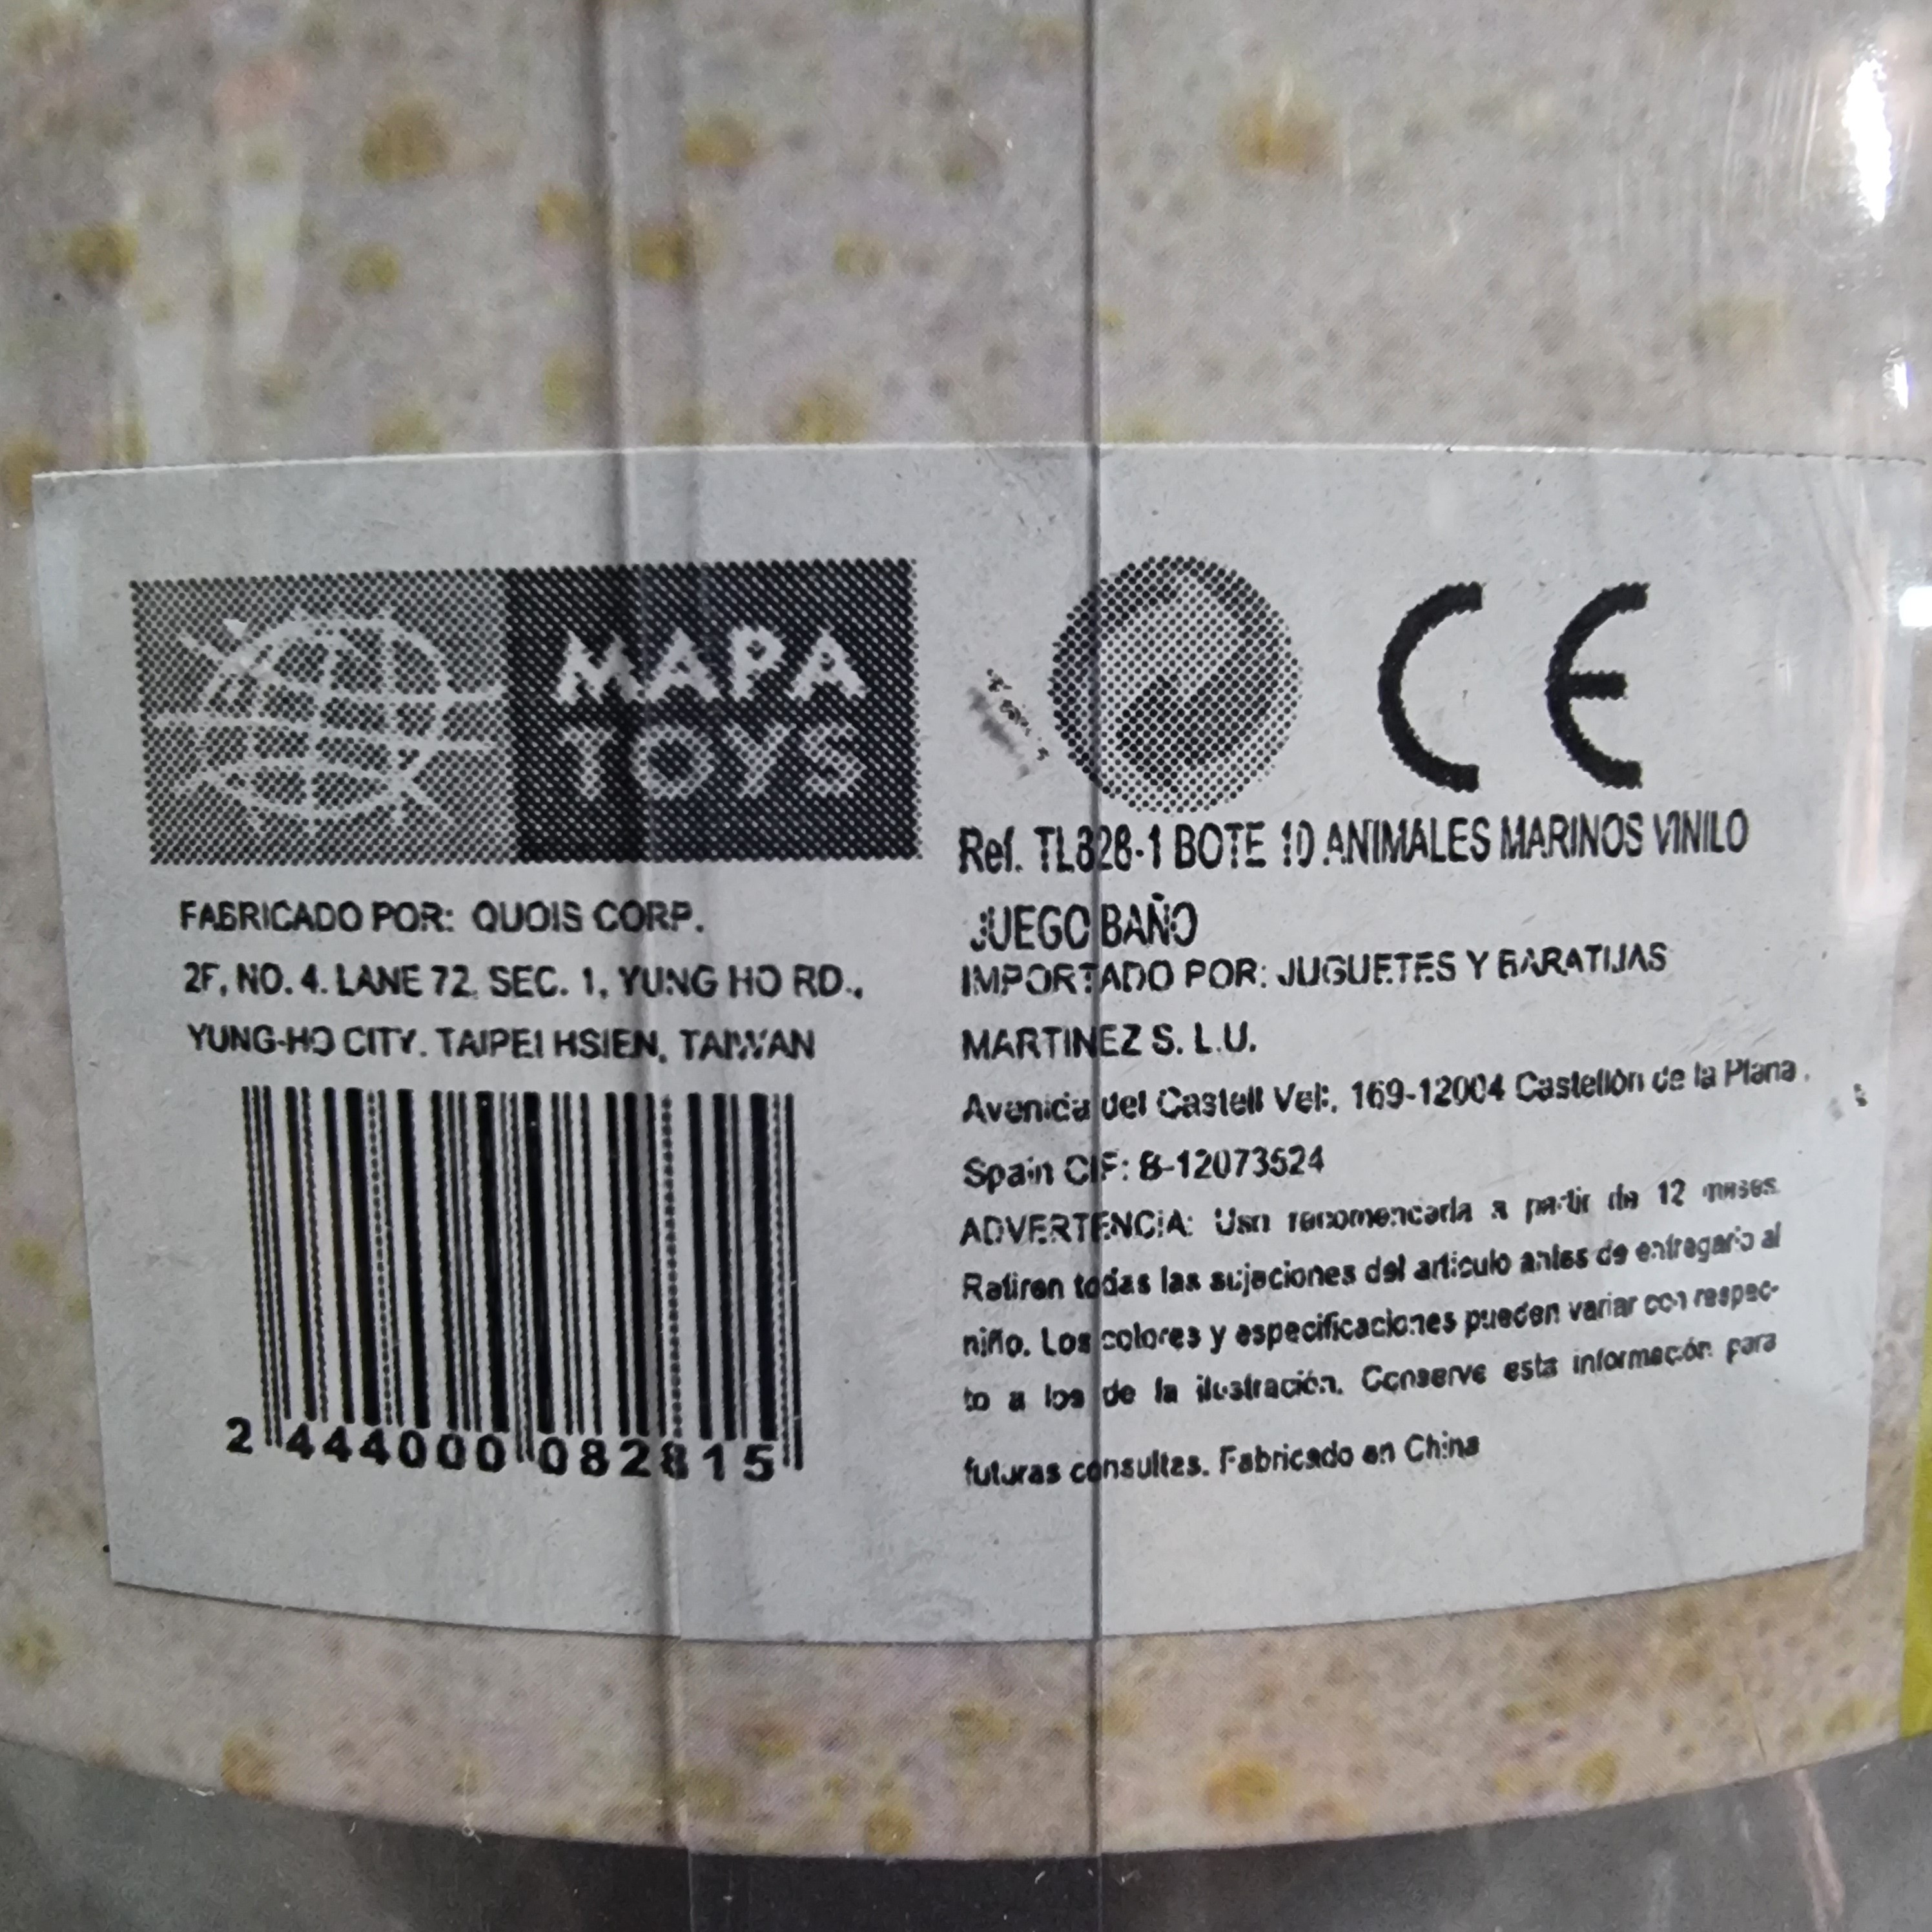 MAPA
TOYS
CE
FABRICADO POR: QUOIS CORP.
2F, NO. 4. LANE 72, SEC. 1, YUNG HO RD.,
YUNG-HO CITY. TAIPEI HSIEN, TAIWAN
2 444000 082815
Ref. TL828-1 BOTE 10 ANIMALES MARINOS VINILO
JUEGO BAÑO
IMPORTADO POR: JUGUETES Y BARATIJAS
MARTINEZ S. L.U.
Avenida del Castell Vell, 169-12004 Castellón de la Plana.
Spain CIF: B-12073524
ADVERTENCIA: Uso recomendada a partir de 12 meses
Retiren todas las sujeciones del articulo antes de entregarlo al
niño. Los colores y especificaciones pueden variar con respec-
to a los de la ilustración. Conserve esta información para
futuras consultas. Fabricado en China